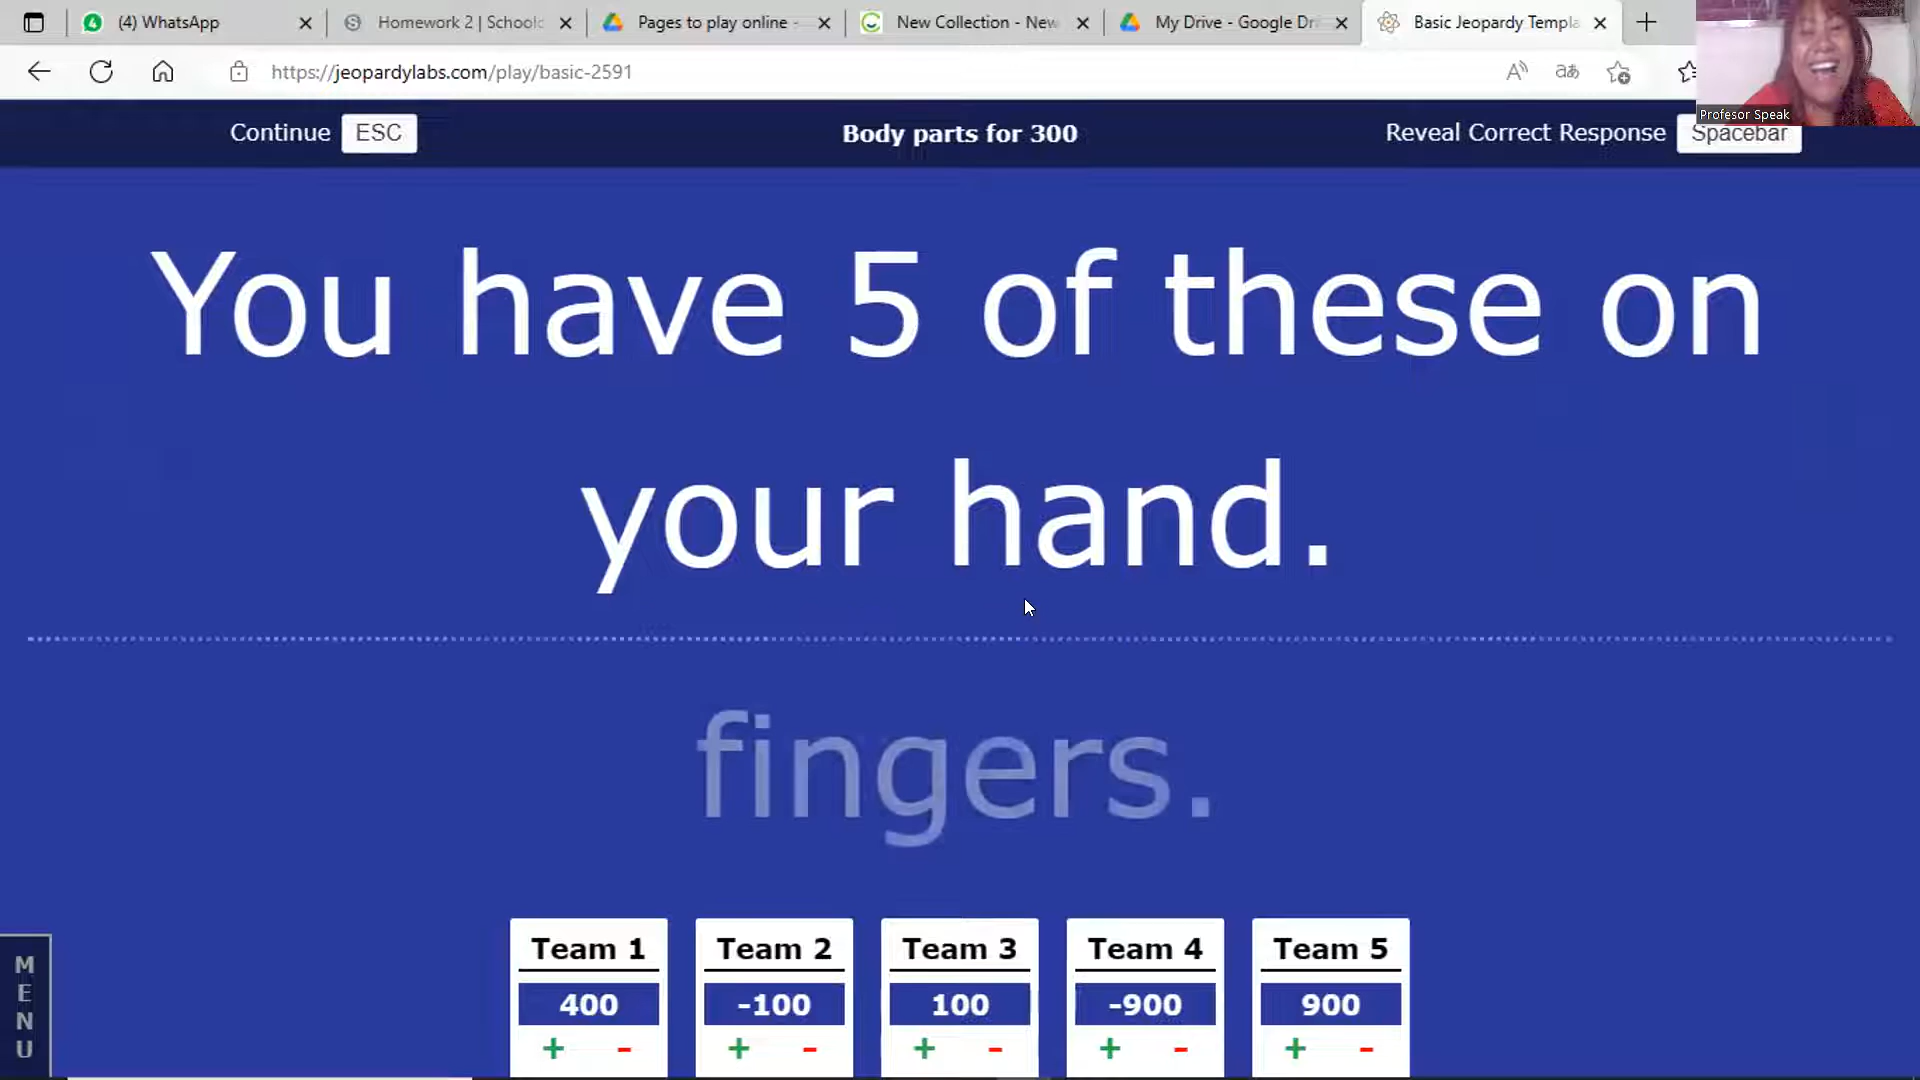 (4) WhatsApp
Homework 2 | Schoolo
Pages to play online -
New Collection - New
My Drive - Google Dri
Basic Jeopardy Templa
https://jeopardylabs.com/play/basic-2591
Profesor Speak
Continue ESC
Body parts for 300
Reveal Correct Response Spacebar
You have 5 of these on
your hand.
fingers.
MENU
Team 1 Team 2 Team 3 Team 4 Team 5
400 -100 100 -900 900
+ - + - + - + - + -